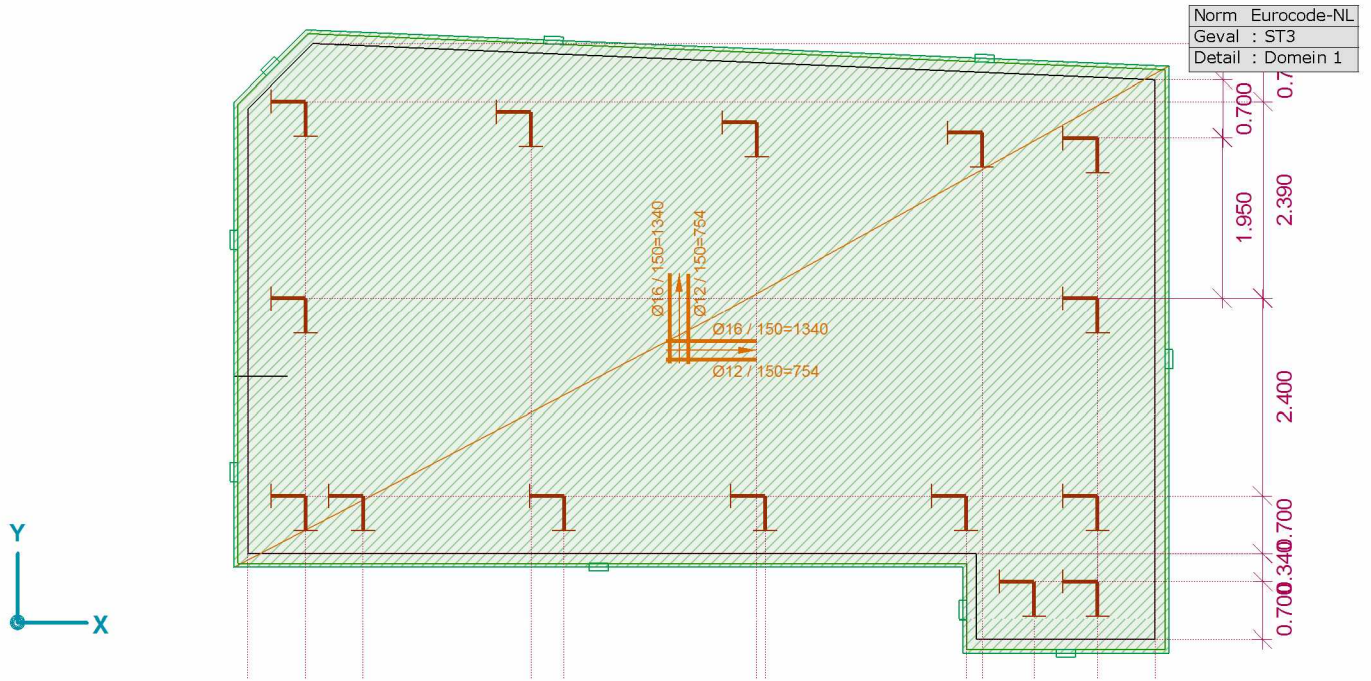 Norm Eurocode-NL
Geval : ST3
Detail : Domein 1
0.700
2.390
1.950
Ø16 / 150=1340
Ø12 / 150=754
Ø16 / 150=1340
Ø12 / 150=754
2.400
0.700
0.340
0.700
Y
X